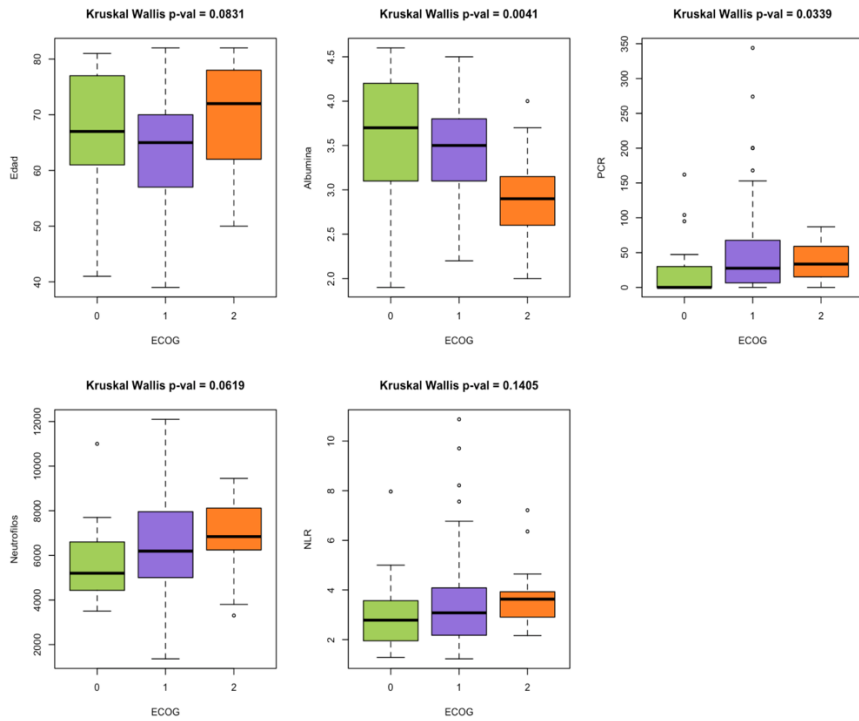 Kruskal Wallis p-val = 0.0831
Edad
80
70
60
50
40
0 1 2
ECOG
Kruskal Wallis p-val = 0.0041
Albumina
4.5
4.0
3.5
3.0
2.5
2.0
0 1 2
ECOG
Kruskal Wallis p-val = 0.0339
PCR
350
300
250
200
150
100
50
0
0 1 2
ECOG
Kruskal Wallis p-val = 0.0619
Neutrofilos
12000
10000
8000
6000
4000
2000
0 1 2
ECOG
Kruskal Wallis p-val = 0.1405
NLR
10
8
6
4
2
0 1 2
ECOG